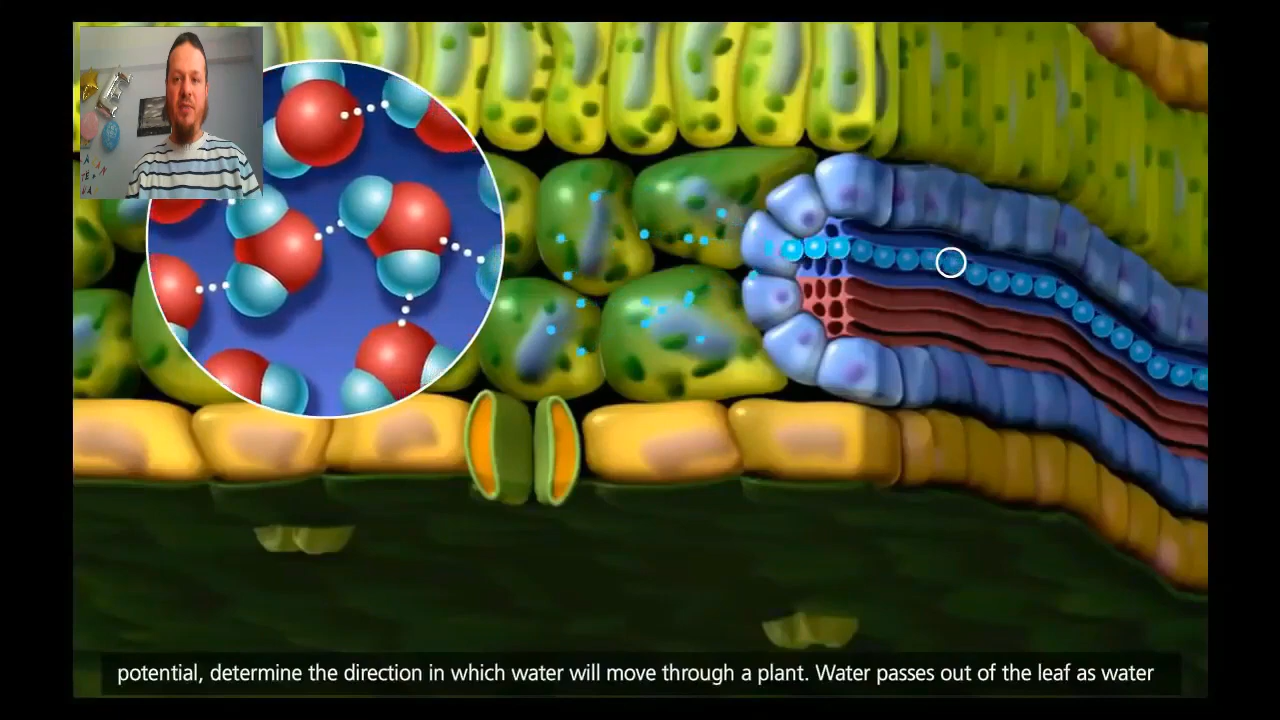 potential, determine the direction in which water will move through a plant. Water passes out of the leaf as water